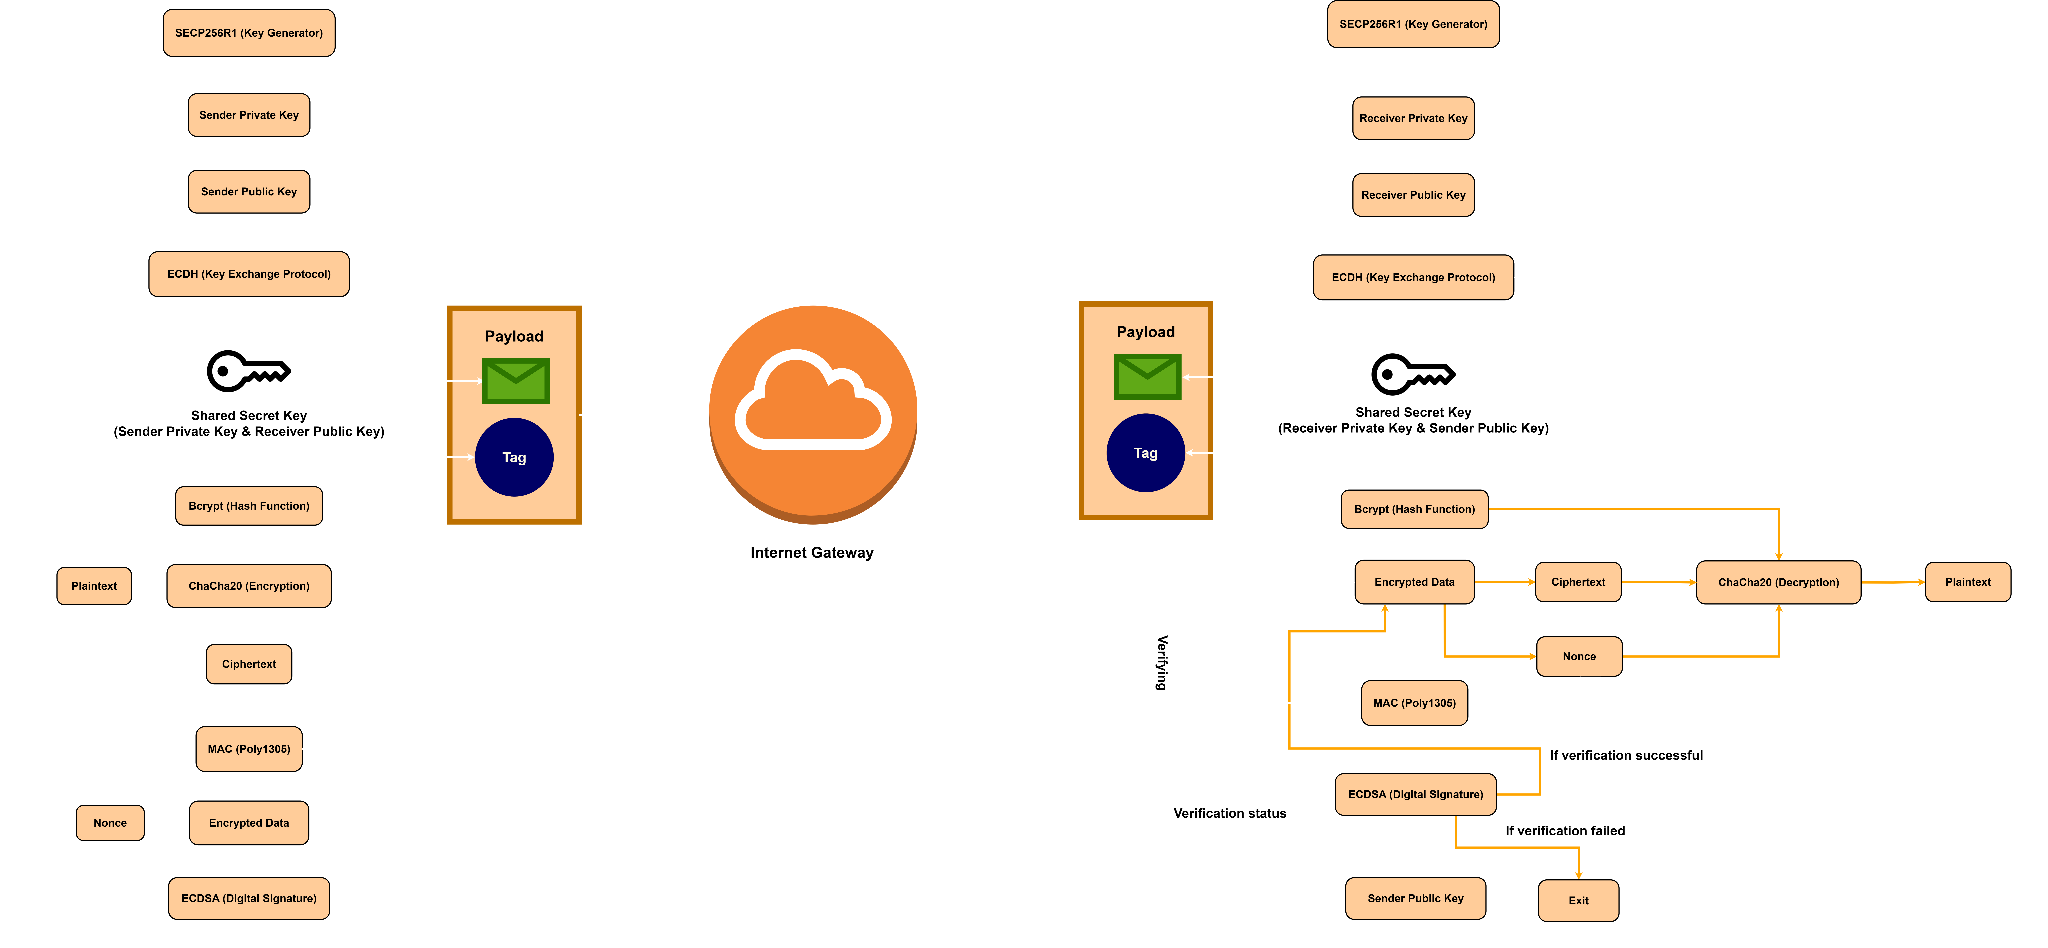 SECP256R1 (Key Generator)
Sender Private Key
Sender Public Key
ECDH (Key Exchange Protocol)
Shared Secret Key
(Sender Private Key & Receiver Public Key)
Bcrypt (Hash Function)
Plaintext
ChaCha20 (Encryption)
Ciphertext
MAC (Poly1305)
Nonce
Encrypted Data
ECDSA (Digital Signature)
Payload
Tag
Internet Gateway
Payload
Tag
SECP256R1 (Key Generator)
Receiver Private Key
Receiver Public Key
ECDH (Key Exchange Protocol)
Shared Secret Key
(Receiver Private Key & Sender Public Key)
Bcrypt (Hash Function)
Encrypted Data
Ciphertext
ChaCha20 (Decryption)
Plaintext
Verifying
Nonce
MAC (Poly1305)
If verification successful
ECDSA (Digital Signature)
Verification status
If verification failed
Sender Public Key
Exit